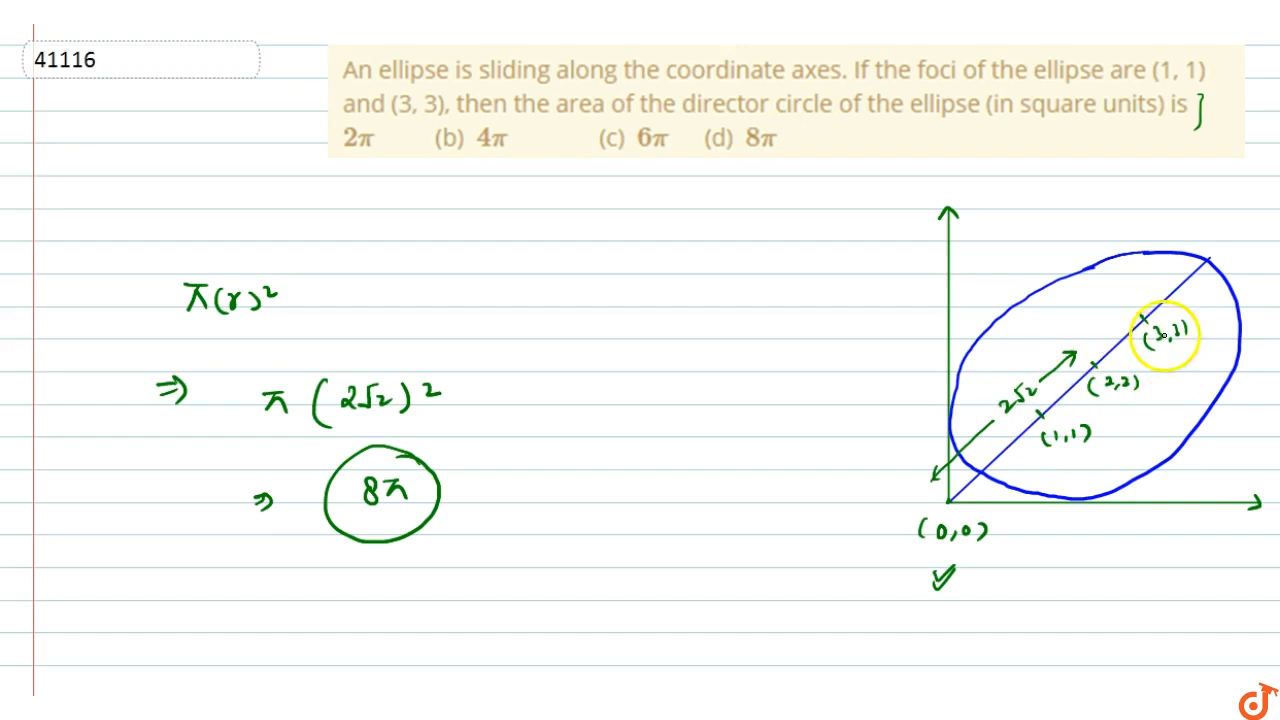 41116
An ellipse is sliding along the coordinate axes. If the foci of the ellipse are (1, 1)
and (3, 3), then the area of the director circle of the ellipse (in square units) is
2π (b) 4π (c) 6π (d) 8π
π(r)²
⇒ π(2√2)²
⇒ 8π
(3,3)
(2,2)
2√2
(1,1)
(0,0)